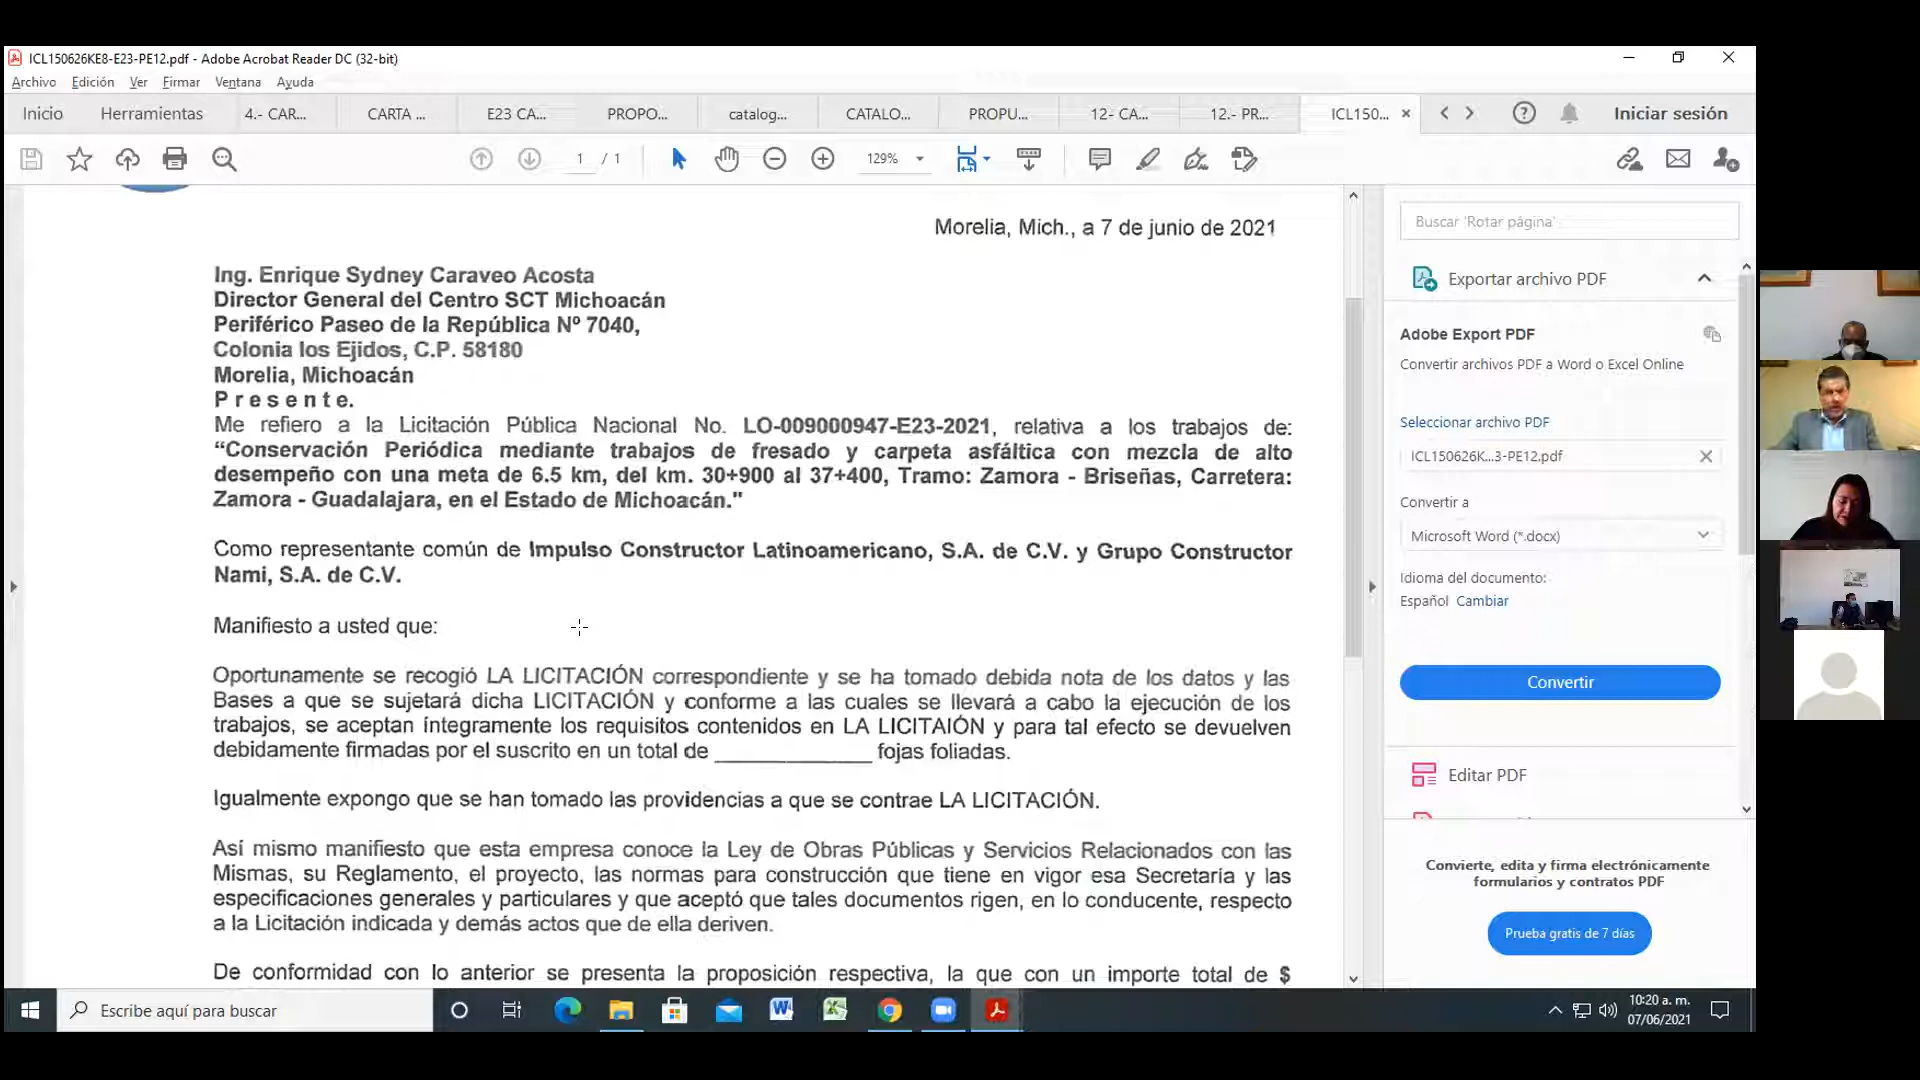 ICL150626KE8-E23-PE12.pdf - Adobe Acrobat Reader DC (32-bit)
Archivo Edición Ver Firmar Ventana Ayuda
Inicio Herramientas 4.- CAR... CARTA ... E23 CA... PROPO... catalog... CATALO... PROPU... 12- CA... 12.- PR... ICL150... Iniciar sesión
1 / 1 129%
Morelia, Mich., a 7 de junio de 2021
Ing. Enrique Sydney Caraveo Acosta
Director General del Centro SCT Michoacán
Periférico Paseo de la República Nº 7040,
Colonia los Ejidos, C.P. 58180
Morelia, Michoacán
P r e s e n t e.
Me refiero a la Licitación Pública Nacional No. LO-009000947-E23-2021, relativa a los trabajos de:
“Conservación Periódica mediante trabajos de fresado y carpeta asfáltica con mezcla de alto
desempeño con una meta de 6.5 km, del km. 30+900 al 37+400, Tramo: Zamora - Briseñas, Carretera:
Zamora - Guadalajara, en el Estado de Michoacán."
Como representante común de Impulso Constructor Latinoamericano, S.A. de C.V. y Grupo Constructor
Nami, S.A. de C.V.
Manifiesto a usted que:
Oportunamente se recogió LA LICITACIÓN correspondiente y se ha tomado debida nota de los datos y las
Bases a que se sujetará dicha LICITACIÓN y conforme a las cuales se llevará a cabo la ejecución de los
trabajos, se aceptan íntegramente los requisitos contenidos en LA LICITAIÓN y para tal efecto se devuelven
debidamente firmadas por el suscrito en un total de ______________ fojas foliadas.
Igualmente expongo que se han tomado las providencias a que se contrae LA LICITACIÓN.
Así mismo manifiesto que esta empresa conoce la Ley de Obras Públicas y Servicios Relacionados con las
Mismas, su Reglamento, el proyecto, las normas para construcción que tiene en vigor esa Secretaría y las
especificaciones generales y particulares y que aceptó que tales documentos rigen, en lo conducente, respecto
a la Licitación indicada y demás actos que de ella deriven.
De conformidad con lo anterior se presenta la proposición respectiva, la que con un importe total de $
Buscar 'Rotar página'
Exportar archivo PDF
Adobe Export PDF
Convertir archivos PDF a Word o Excel Online
Seleccionar archivo PDF
ICL150626K...3-PE12.pdf
Convertir a
Microsoft Word (*.docx)
Idioma del documento:
Español Cambiar
Convertir
Editar PDF
Convierte, edita y firma electrónicamente
formularios y contratos PDF
Prueba gratis de 7 días
Escribe aquí para buscar
10:20 a. m.
07/06/2021